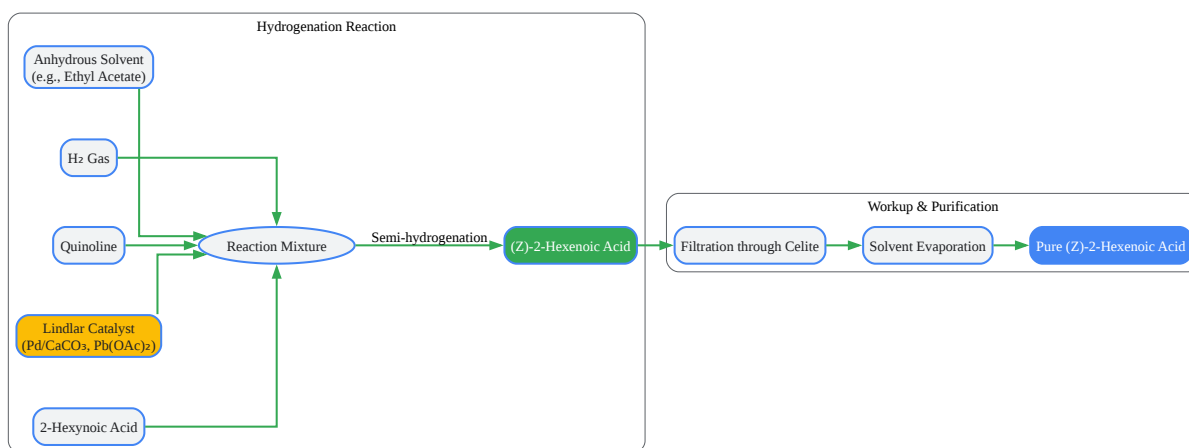 Hydrogenation Reaction
Anhydrous Solvent
(e.g., Ethyl Acetate)
H₂ Gas
Quinoline
Reaction Mixture
Semi-hydrogenation
(Z)-2-Hexenoic Acid
Lindlar Catalyst
(Pd/CaCO₃, Pb(OAc)₂)
2-Hexynoic Acid
Workup & Purification
Filtration through Celite
Solvent Evaporation
Pure (Z)-2-Hexenoic Acid